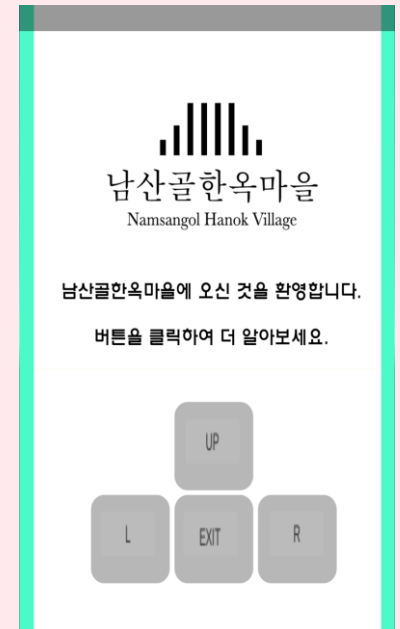 남산골한옥마을
Namsangol Hanok Village
남산골한옥마을에 오신 것을 환영합니다.
버튼을 클릭하여 더 알아보세요.
UP
L
EXIT
R